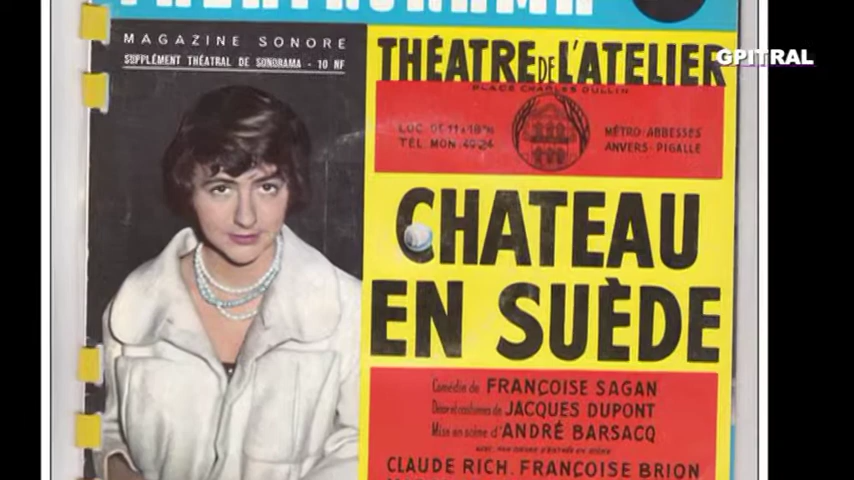 MAGAZINE SONORE
SUPPLÉMENT THÉATRAL DE SONORAMA - 10 NF
THÉATRE DE L'ATELIER
GPITRAL
PLACE CHARLES DULLIN
MÉTRO ABBESSES
ANVERS-PIGALLE
CHATEAU
EN SUÈDE
Comédie de FRANÇOISE SAGAN
Décor et costumes de JACQUES DUPONT
Mise en scène d'ANDRÉ BARSACQ
CLAUDE RICH. FRANÇOISE BRION